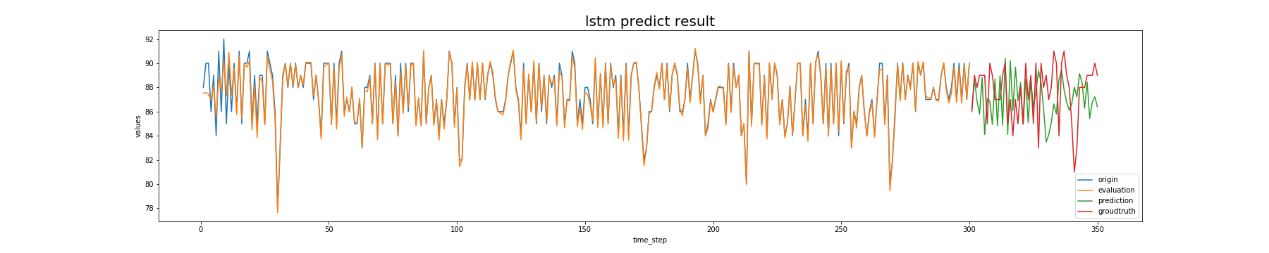 lstm predict result
values
92
90
88
86
84
82
80
78
0
50
100
150
200
250
300
350
time_step
origin
evaluation
prediction
groudtruth